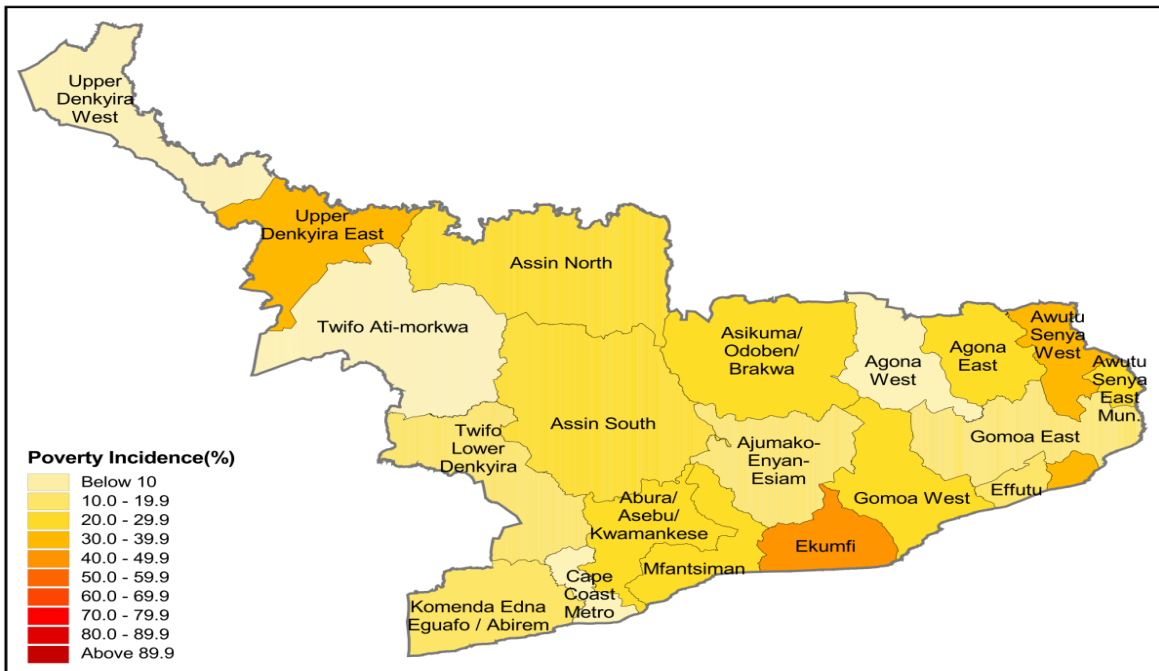 Upper
Denkyira
West
Upper
Denkyira East
Assin North
Twifo Ati-morkwa
Asikuma/
Odoben/
Brakwa
Agona
West
Agona
East
Awutu
Senya
West
Awutu
Senya
East
Mun.
Twifo
Lower
Denkyira
Assin South
Ajumako-
Enyan-
Esiam
Gomoa East
Effutu
Gomoa West
Abura/
Asebu/
Kwamankese
Ekumfi
Mfantsiman
Cape
Coast
Metro
Komenda Edna
Eguafo / Abirem
Poverty Incidence(%)
Below 10
10.0 - 19.9
20.0 - 29.9
30.0 - 39.9
40.0 - 49.9
50.0 - 59.9
60.0 - 69.9
70.0 - 79.9
80.0 - 89.9
Above 89.9